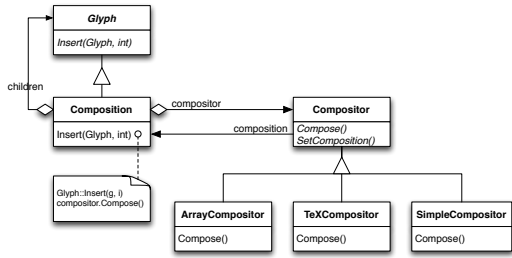 Glyph
Insert(Glyph, int)
children
Composition
compositor
Compositor
Insert(Glyph, int)
composition
Compose()
SetComposition()
Glyph::Insert(g, i)
compositor.Compose()
ArrayCompositor
TeXCompositor
SimpleCompositor
Compose()
Compose()
Compose()